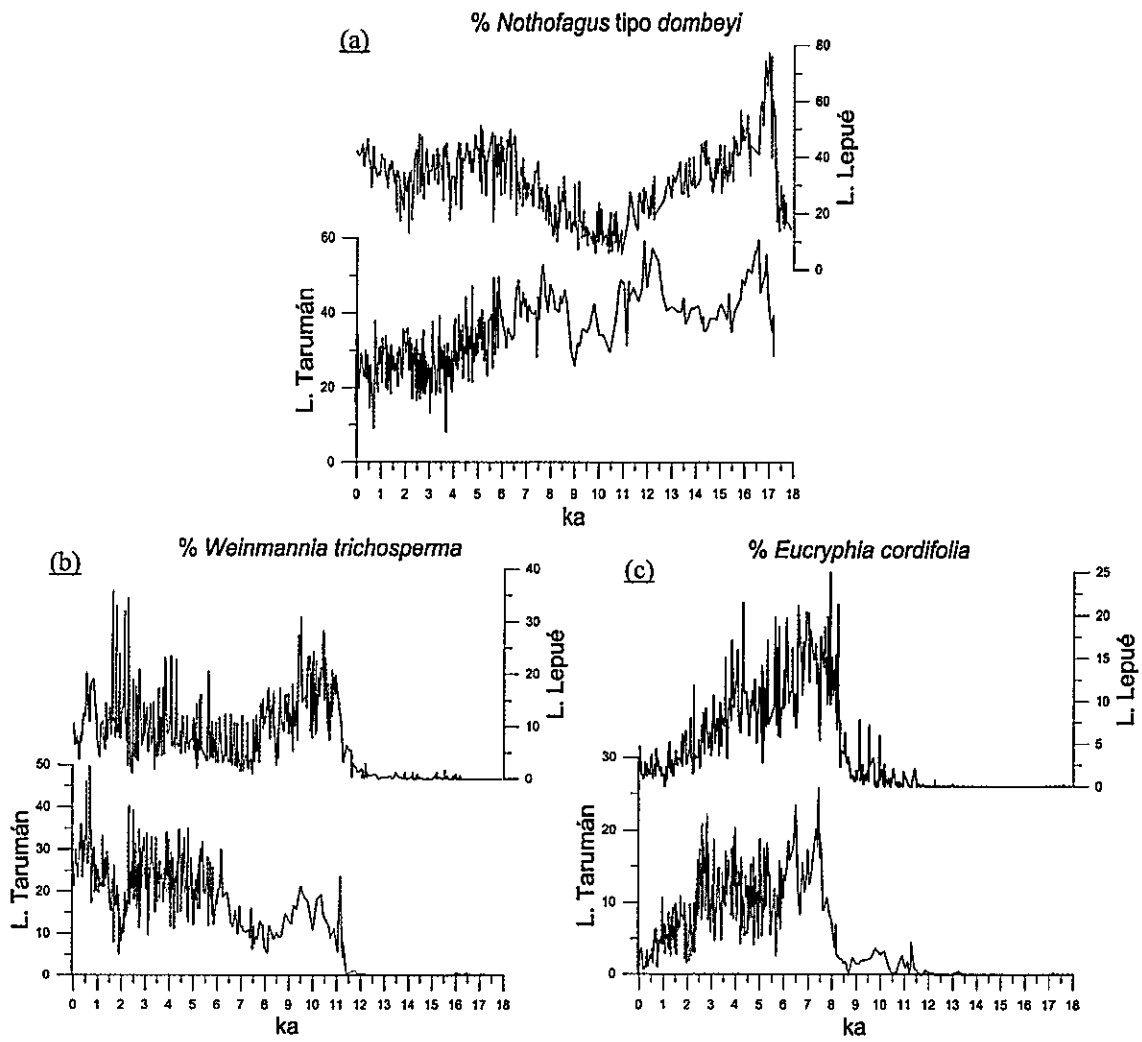 % Nothofagus tipo dombeyi
(a)
80
60
40
20
0
L. Lepué
60
40
20
0
L. Tarumán
0 1 2 3 4 5 6 7 8 9 10 11 12 13 14 15 16 17 18
ka
% Weinmannia trichosperma
(b)
40
30
20
10
0
L. Lepué
50
40
30
20
10
0
L. Tarumán
0 1 2 3 4 5 6 7 8 9 10 11 12 13 14 15 16 17 18
ka
% Eucryphia cordifolia
(c)
25
20
15
10
5
0
L. Lepué
30
20
10
0
L. Tarumán
0 1 2 3 4 5 6 7 8 9 10 11 12 13 14 15 16 17 18
ka